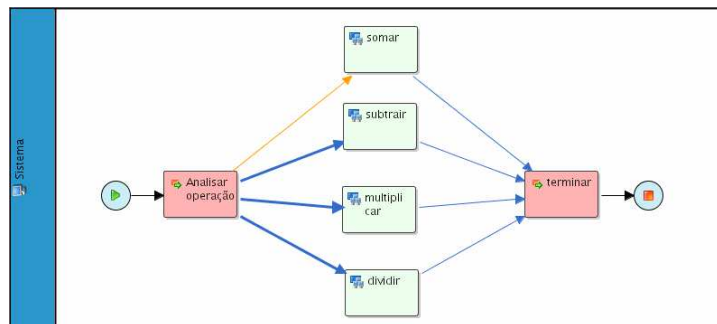 Sistema
somar
subtrair
Analisar
operação
terminar
multipli
car
dividir